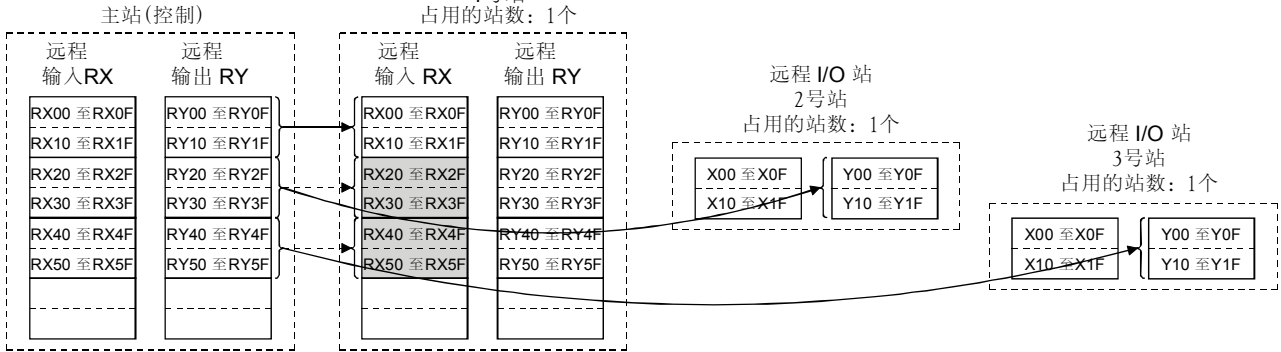 主站(控制)
占用的站数：1个
远程
输入RX
远程
输出 RY
RX00 至RX0F
RX10 至RX1F
RX20 至RX2F
RX30 至RX3F
RX40 至RX4F
RX50 至RX5F
RY00 至RY0F
RY10 至RY1F
RY20 至RY2F
RY30 至RY3F
RY40 至RY4F
RY50 至RY5F
远程
输入 RX
远程
输出 RY
RX00 至RX0F
RX10 至RX1F
RX20 至RX2F
RX30 至RX3F
RX40 至RX4F
RX50 至RX5F
RY00 至RY0F
RY10 至RY1F
RY20 至RY2F
RY30 至RY3F
RY40 至RY4F
RY50 至RY5F
远程 I/O 站
2号站
占用的站数：1个
X00 至X0F
X10 至X1F
Y00 至Y0F
Y10 至Y1F
远程 I/O 站
3号站
占用的站数：1个
X00 至X0F
X10 至X1F
Y00 至Y0F
Y10 至Y1F